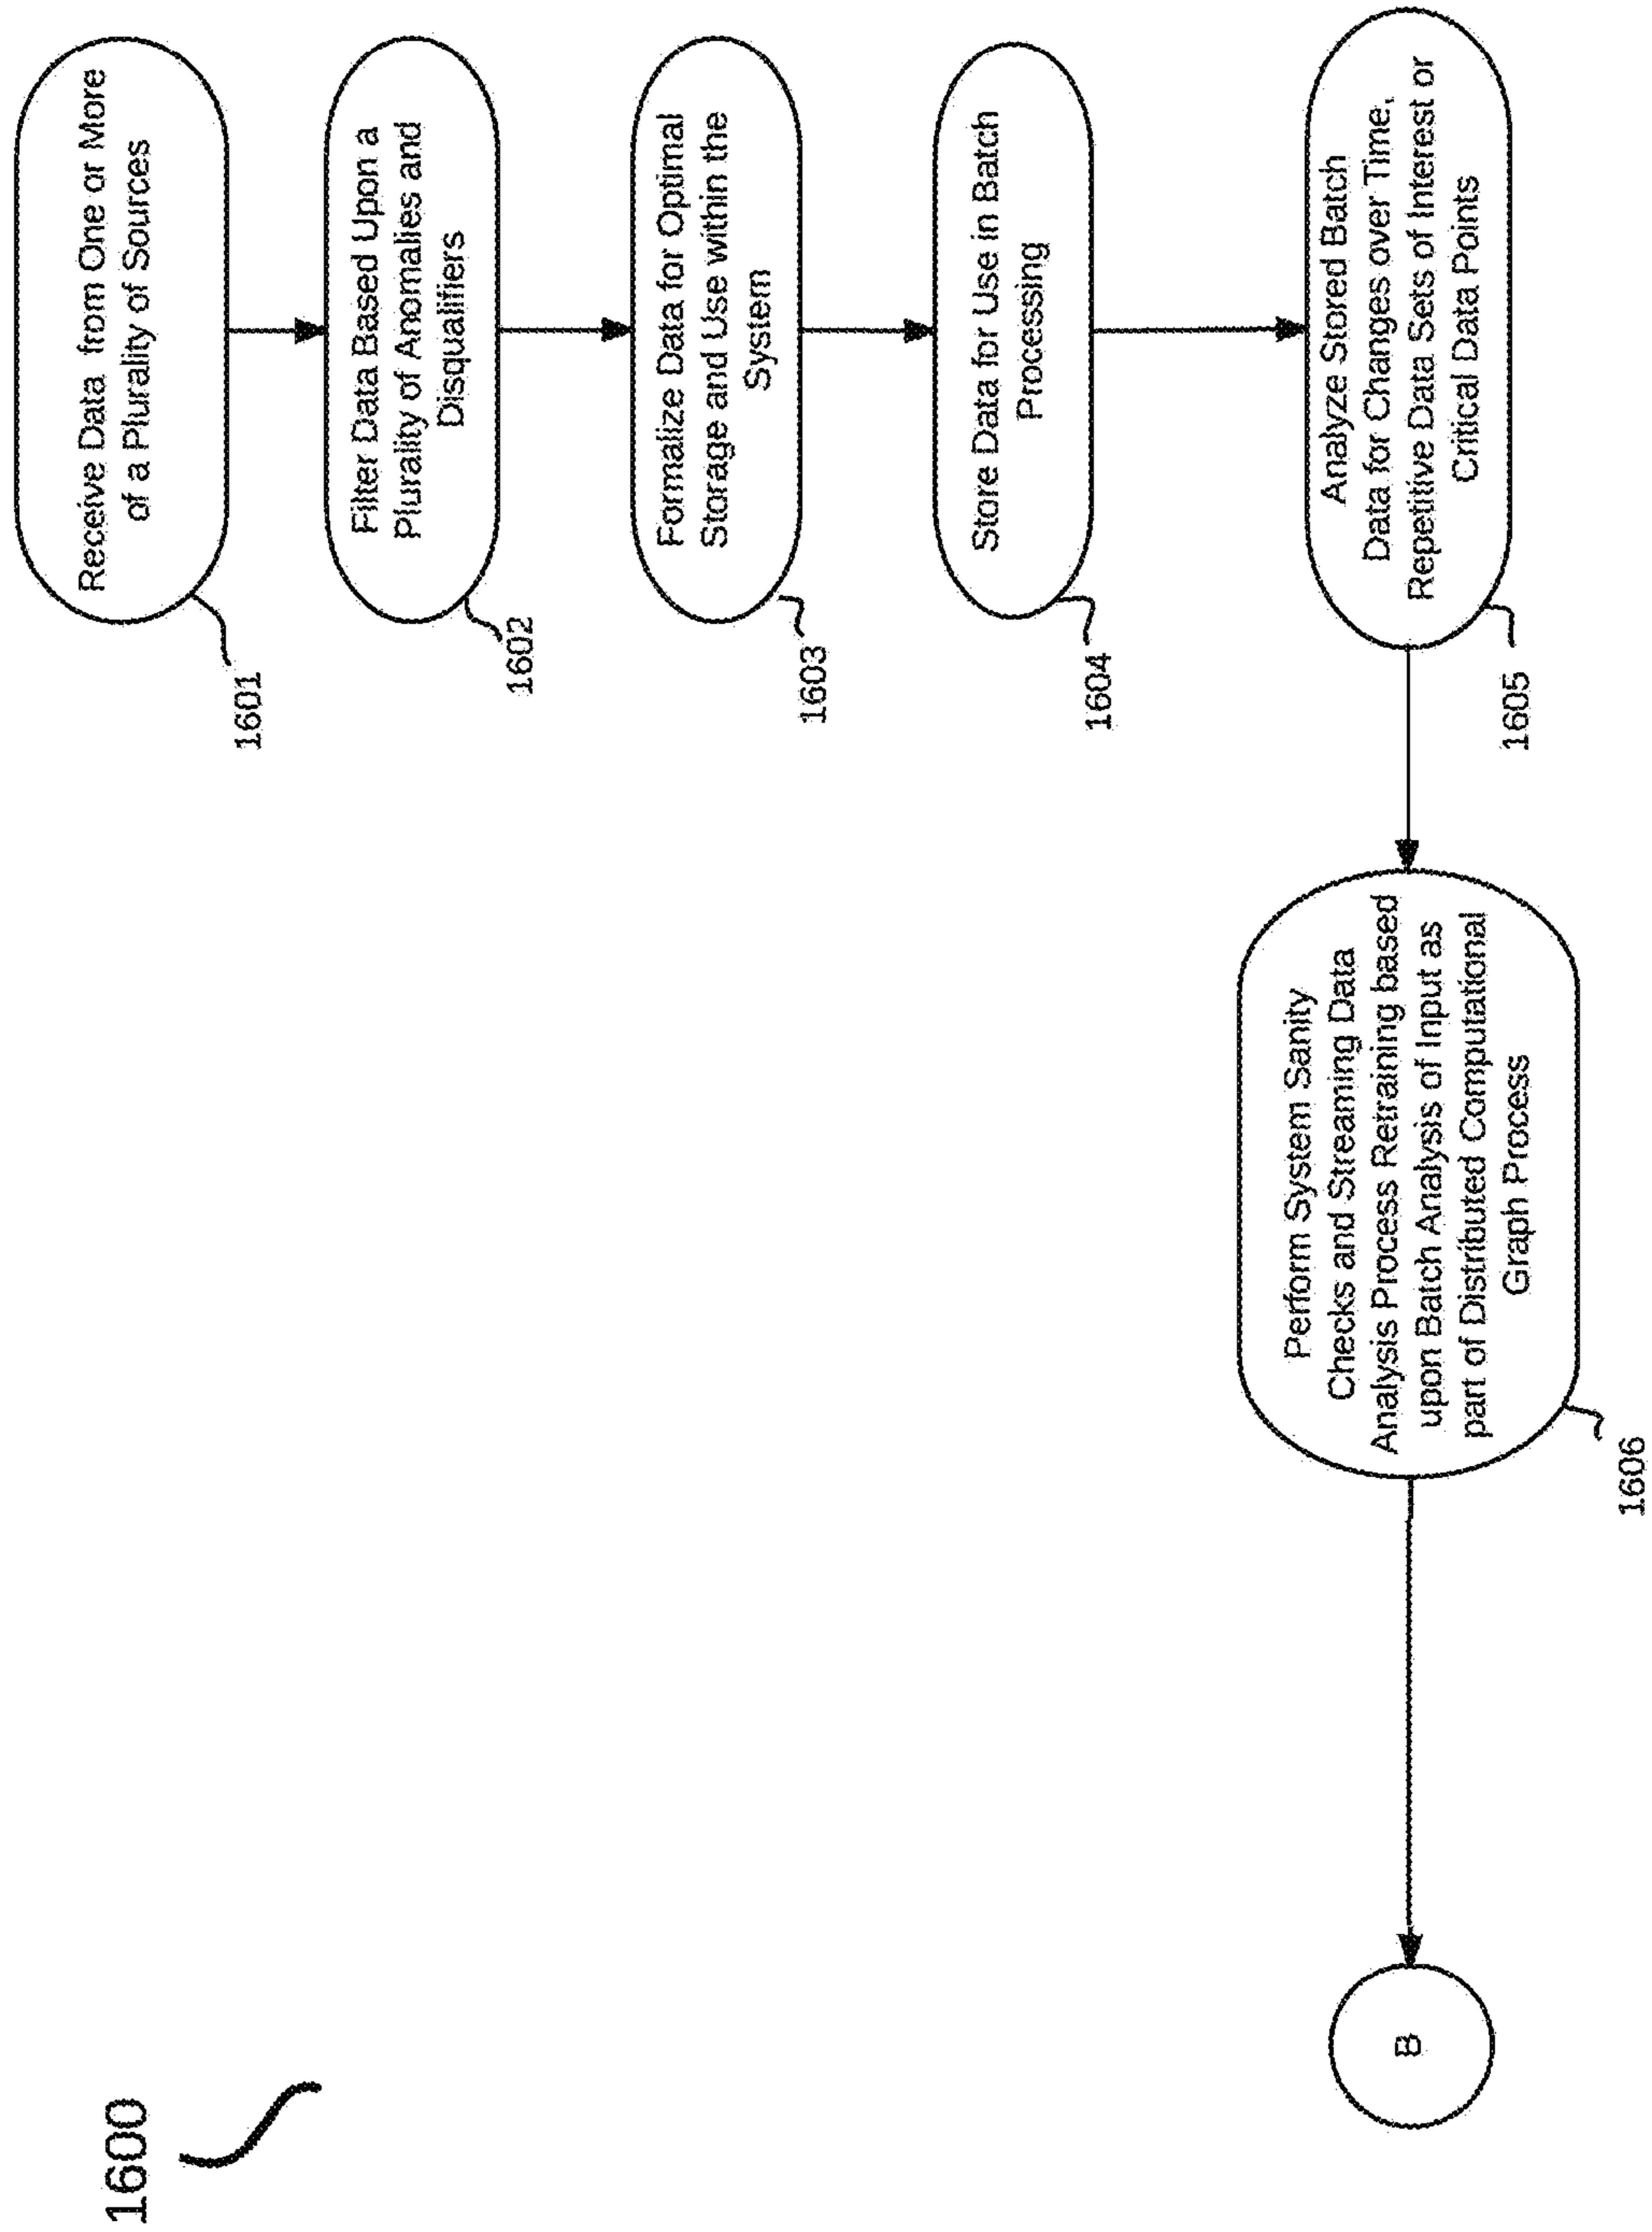 1600
Receive Data from One or More
of a Plurality of Sources
1601
Filter Data Based Upon a
Plurality of Anomalies and
Disqualifiers
1602
Formalize Data for Optimal
Storage and Use within the
System
1603
Store Data for Use in Batch
Processing
1604
Analyze Stored Batch
Data for Changes over Time,
Repetitive Data Sets of Interest or
Critical Data Points
1605
Perform System Sanity
Checks and Streaming Data
Analysis Process Retraining based
upon Batch Analysis of Input as
part of Distributed Computational
Graph Process
1606
B